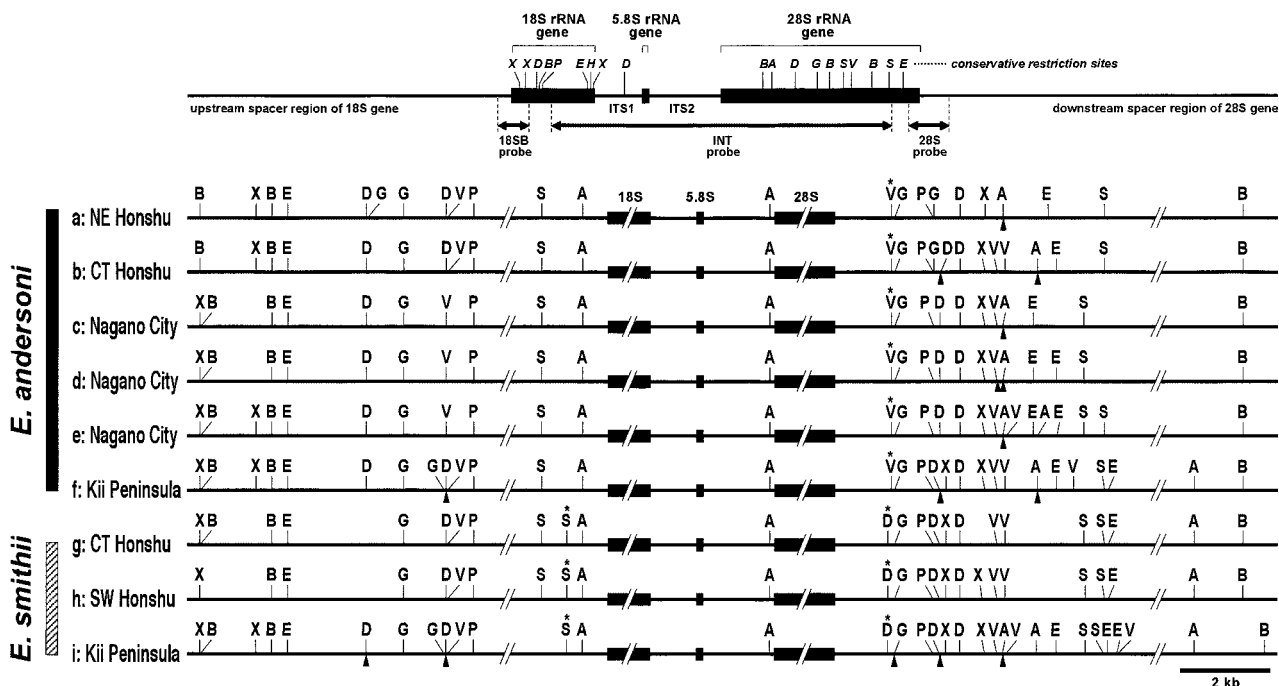 18S rRNA gene 5.8S rRNA gene 28S rRNA gene
X X D B P E H X D B A D G B S V B S E conservative restriction sites
upstream spacer region of 18S gene ITS1 ITS2 downstream spacer region of 28S gene
18SB probe INT probe 28S probe
B X B E D G G D V P S A 18S 5.8S A 28S * V G P G D X A E S B
a: NE Honshu
B X B E D G D V P S A A * V G P G D D X V V A E S B
b: CT Honshu
X B B E D G V P S A A * V G P D D X V A E S B
c: Nagano City
X B B E D G V P S A A * V G P D D X V A E E S B
d: Nagano City
X B X B E D G V P S A A * V G P D D X V A V E A E S S B
e: Nagano City
X B X B E D G G D V P S A A * V G P D X D X V V A E V S E A B
f: Kii Peninsula
X B B E G D V P S * S A A * D G P D X D V V S S E A B
g: CT Honshu
X B E G D V P S * S A A * D G P D X D X V V S S E A B
h: SW Honshu
X B X B E D G G D V P * S A A * D G P D X D X V A V A E S S E E V A B
i: Kii Peninsula
E. andersoni
E. smithii
2 kb